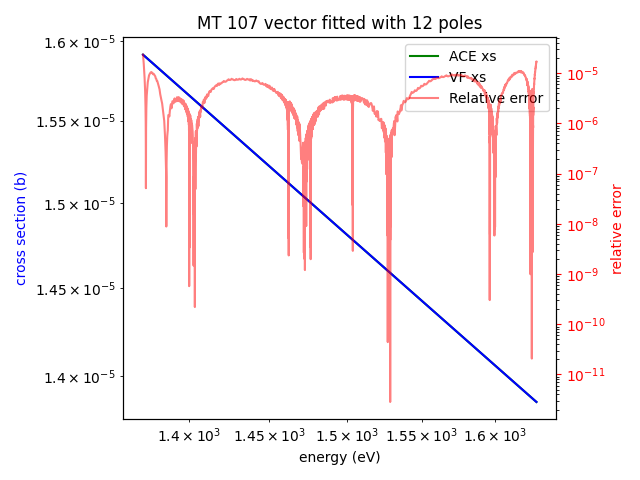 MT 107 vector fitted with 12 poles
ACE xs
VF xs
Relative error
1.6 × 10⁻⁵
1.55 × 10⁻⁵
1.5 × 10⁻⁵
1.45 × 10⁻⁵
1.4 × 10⁻⁵
cross section (b)
10⁻⁵
10⁻⁶
10⁻⁷
10⁻⁸
10⁻⁹
10⁻¹⁰
10⁻¹¹
relative error
1.4 × 10³ 1.45 × 10³ 1.5 × 10³ 1.55 × 10³ 1.6 × 10³
energy (eV)